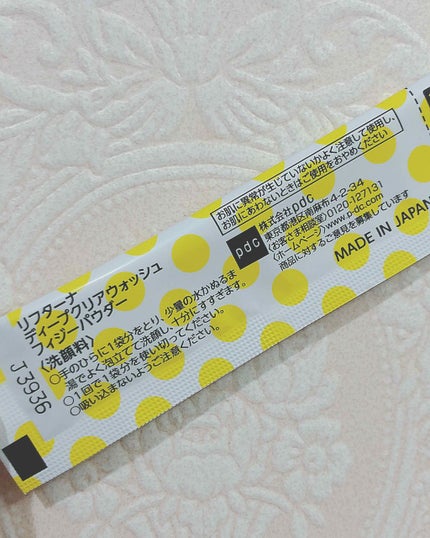 リフターナ
ディープクリアウォッシュ
フィジーパウダー
〈洗顔料〉
○手のひらに1袋分をとり、少量の水かぬるま
湯でよく泡立てて洗顔し、十分にすすぎます。
○1回で1袋分を使い切ってください。
○吸い込まないようご注意ください。
J3936
お肌に異常が生じていないかよく注意して使用し、
お肌にあわないときはご使用をおやめください
pdc
株式会社pdc
東京都港区南麻布4-2-34
〈お客さま相談室〉0120-127131
〈ホームページ〉www.p-dc.com
商品に対するご意見を募集しています
MADE IN JAPAN